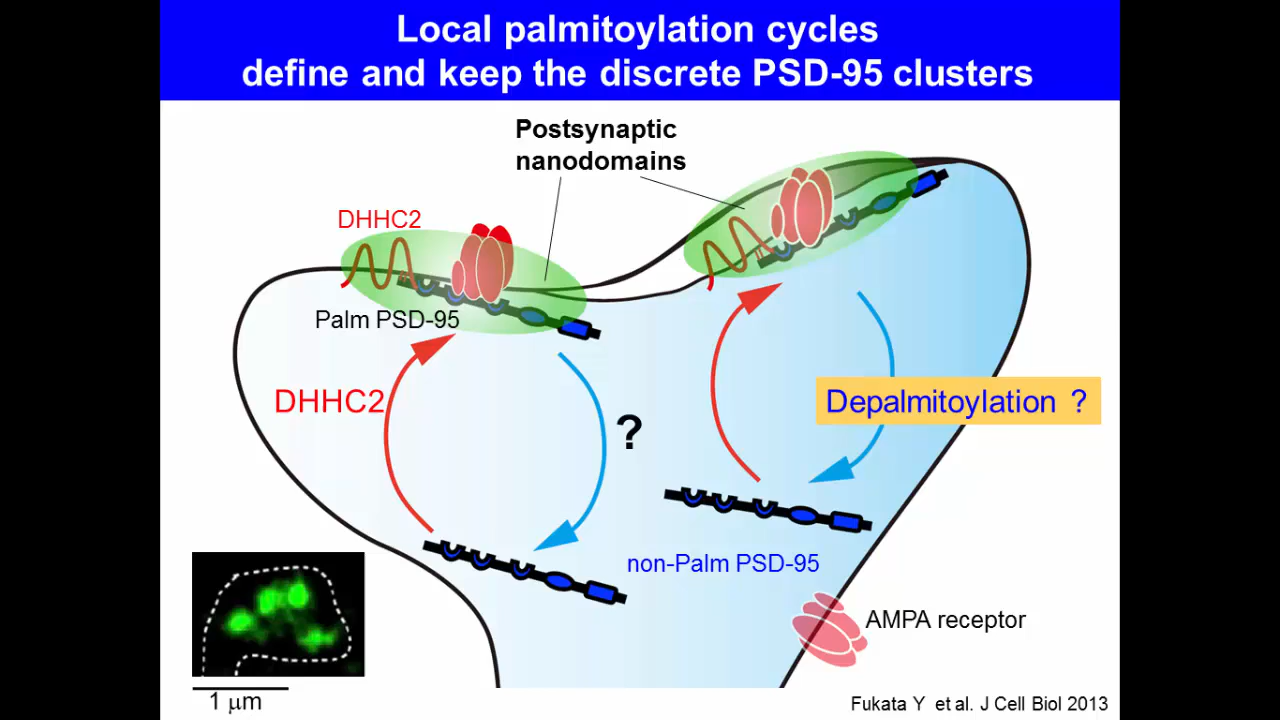 Local palmitoylation cycles
define and keep the discrete PSD-95 clusters
Postsynaptic
nanodomains
DHHC2
Palm PSD-95
DHHC2
?
Depalmitoylation ?
non-Palm PSD-95
AMPA receptor
1 μm
Fukata Y et al. J Cell Biol 2013